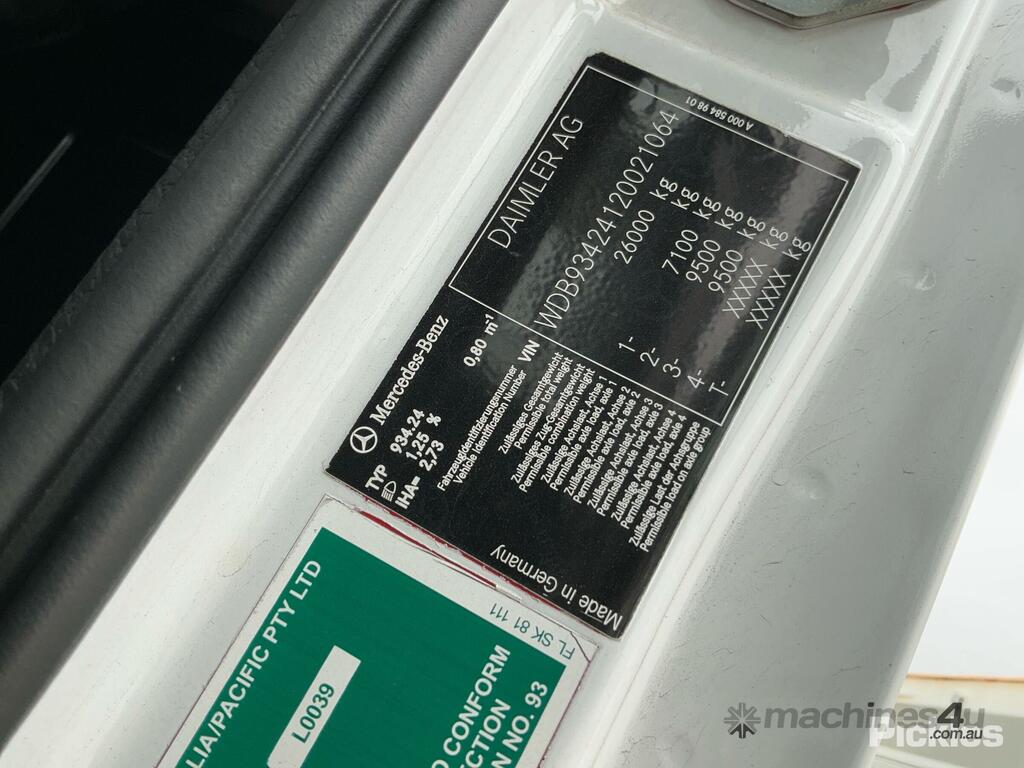 A 000 584 98 01
DAIMLER AG
WDB934241200021064
26000 kg
kg
1- 7100 kg
2- 9500 kg
3- 9500 kg
4- XXXXX kg
T- XXXXX kg
Mercedes-Benz
TYP 934.24 0,80 m⁻¹
1,25 %
IHA= 2,73
Fahrzeugidentifizierungsnummer
Vehicle Identification Number VIN
Zulässiges Gesamtgewicht
Permissible total weight
Zulässiges Zug-Gesamtgewicht
Permissible combination weight
Zulässige Achslast, Achse 1
Permissible axle load, axle 1
Zulässige Achslast, Achse 2
Permissible axle load, axle 2
Zulässige Achslast, Achse 3
Permissible axle load, axle 3
Zulässige Achslast, Achse 4
Permissible axle load, axle 4
Zulässige Last der Achsgruppe
Permissible load on axle group
Made in Germany
FL SK 81 111
LIA/PACIFIC PTY LTD
L0039
O CONFORM
ECTION
N NO. 93
machines4u
.com.au
Pickles